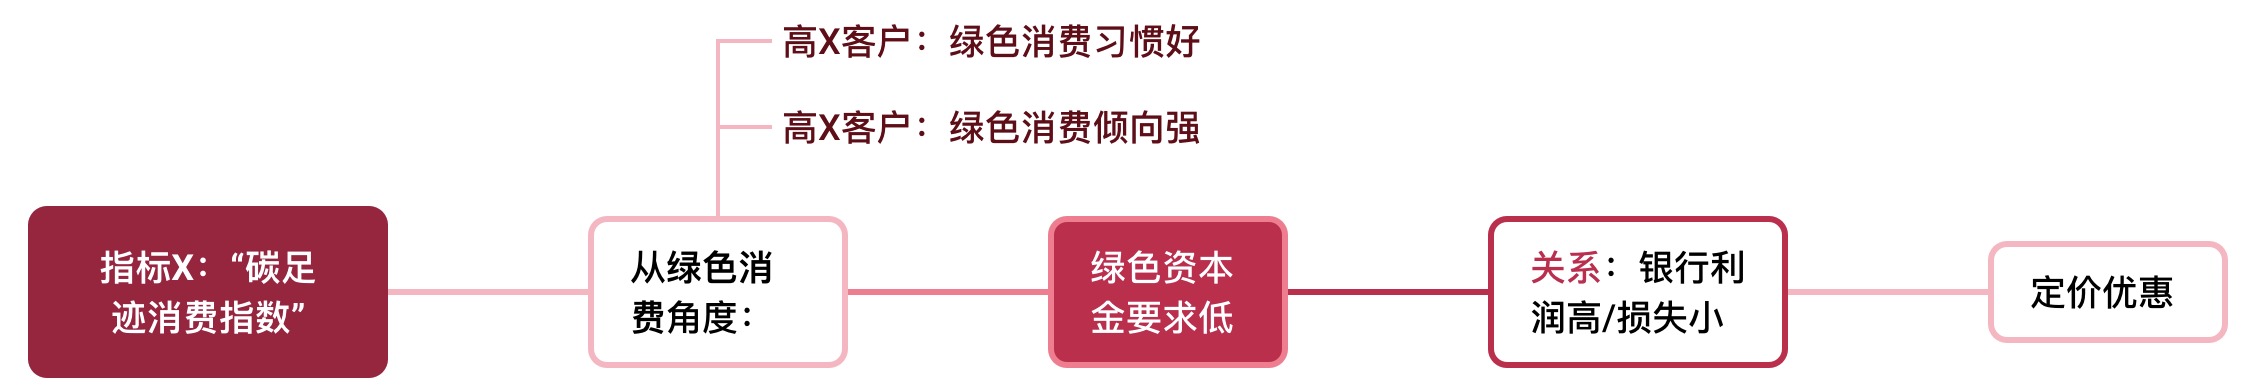 高X客户：绿色消费习惯好
高X客户：绿色消费倾向强
指标X：“碳足
迹消费指数”
从绿色消
费角度：
绿色资本
金要求低
关系：银行利
润高/损失小
定价优惠